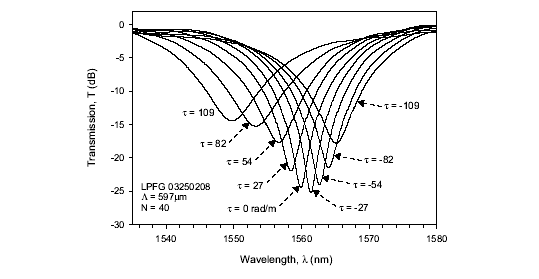 0
-5
-10
-15
-20
-25
-30
Transmission, T (dB)
τ = 109
τ = 82
τ = 54
τ = 27
τ = 0 rad/m
τ = -109
τ = -82
τ = -54
τ = -27
LPFG 03250208
Λ = 597μm
N = 40
1540 1550 1560 1570 1580
Wavelength, λ (nm)